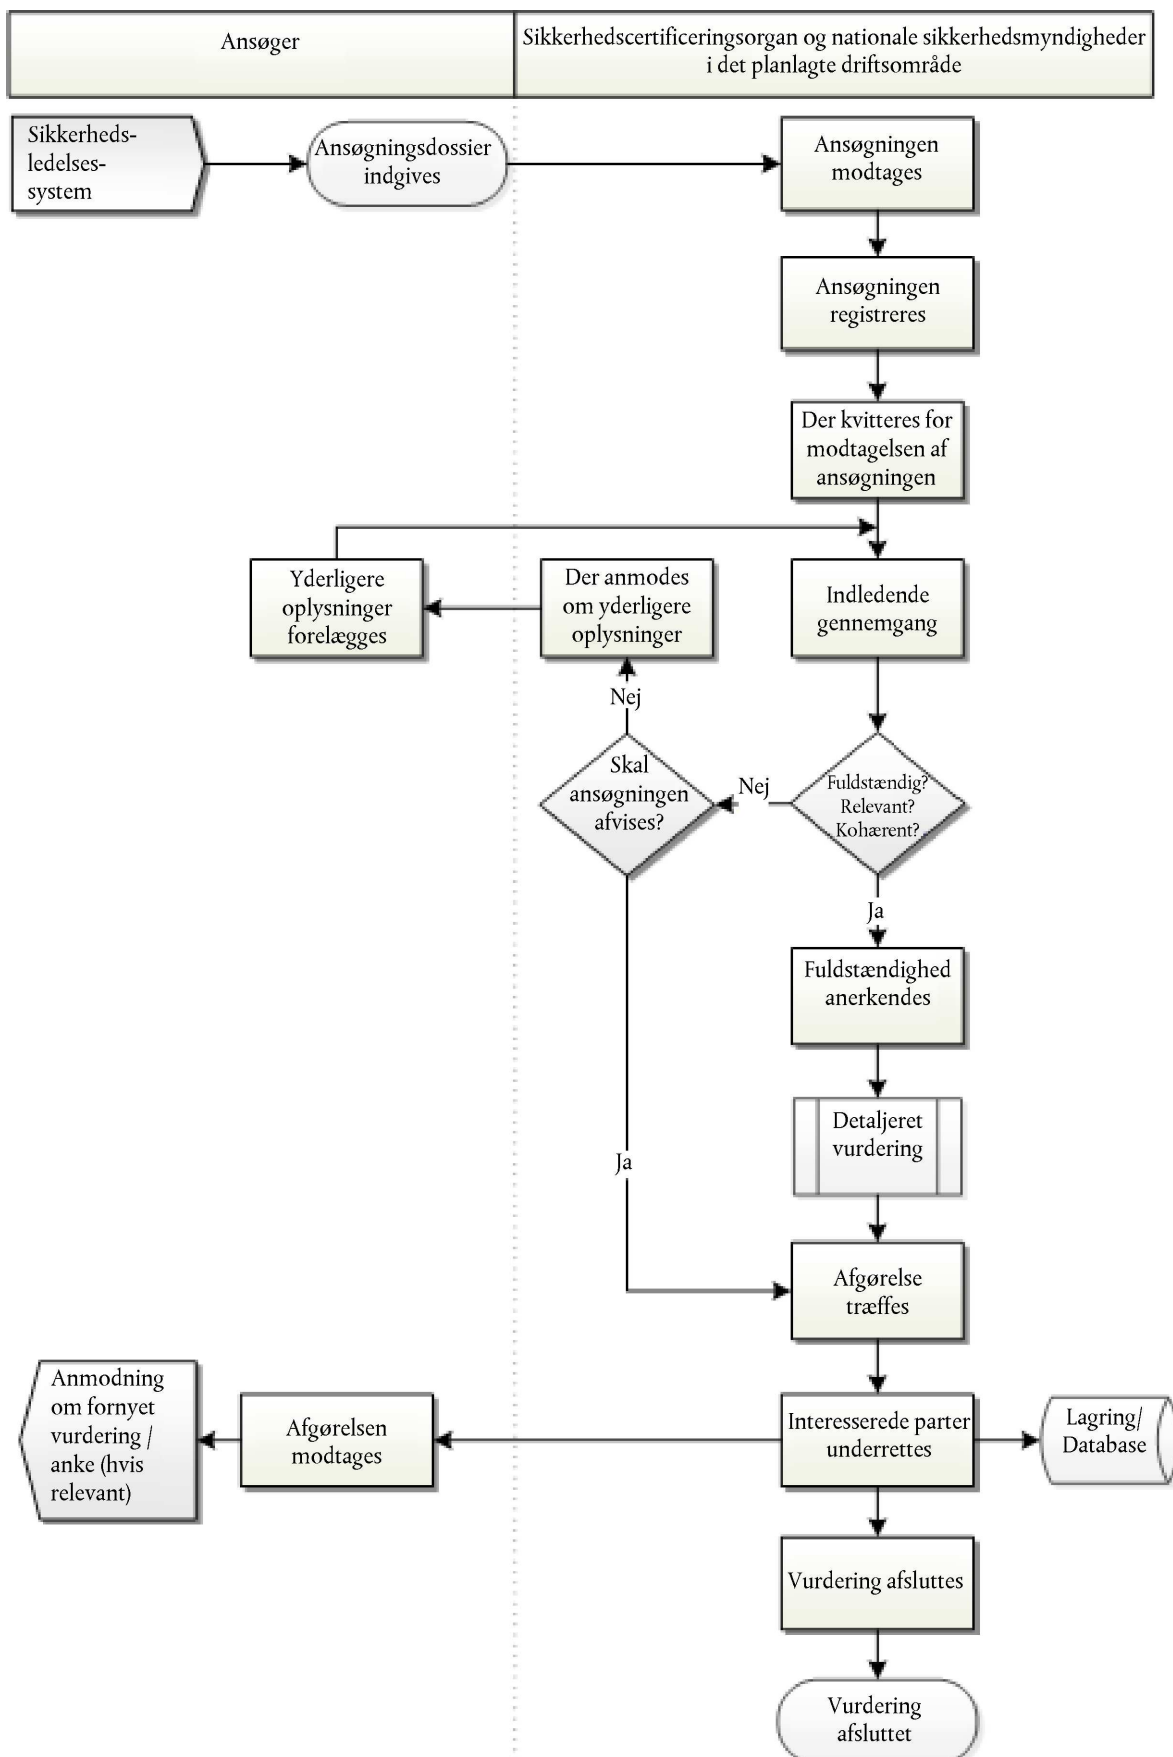 Ansøger
Sikkerhedscertificeringsorgan og nationale sikkerhedsmyndigheder
i det planlagte driftsområde
Sikkerheds-
ledelses-
system
Ansøgningsdossier
indgives
Ansøgningen
modtages
Ansøgningen
registreres
Der kvitteres for
modtagelsen af
ansøgningen
Yderligere
oplysninger
forelægges
Der anmodes
om yderligere
oplysninger
Indledende
gennemgang
Nej
Skal
ansøgningen
afvises?
Nej
Fuldstændig?
Relevant?
Kohærent?
Ja
Fuldstændighed
anerkendes
Detaljeret
vurdering
Ja
Afgørelse
træffes
Anmodning
om fornyet
vurdering /
anke (hvis
relevant)
Afgørelsen
modtages
Interesserede parter
underrettes
Lagring/
Database
Vurdering afsluttes
Vurdering
afsluttet